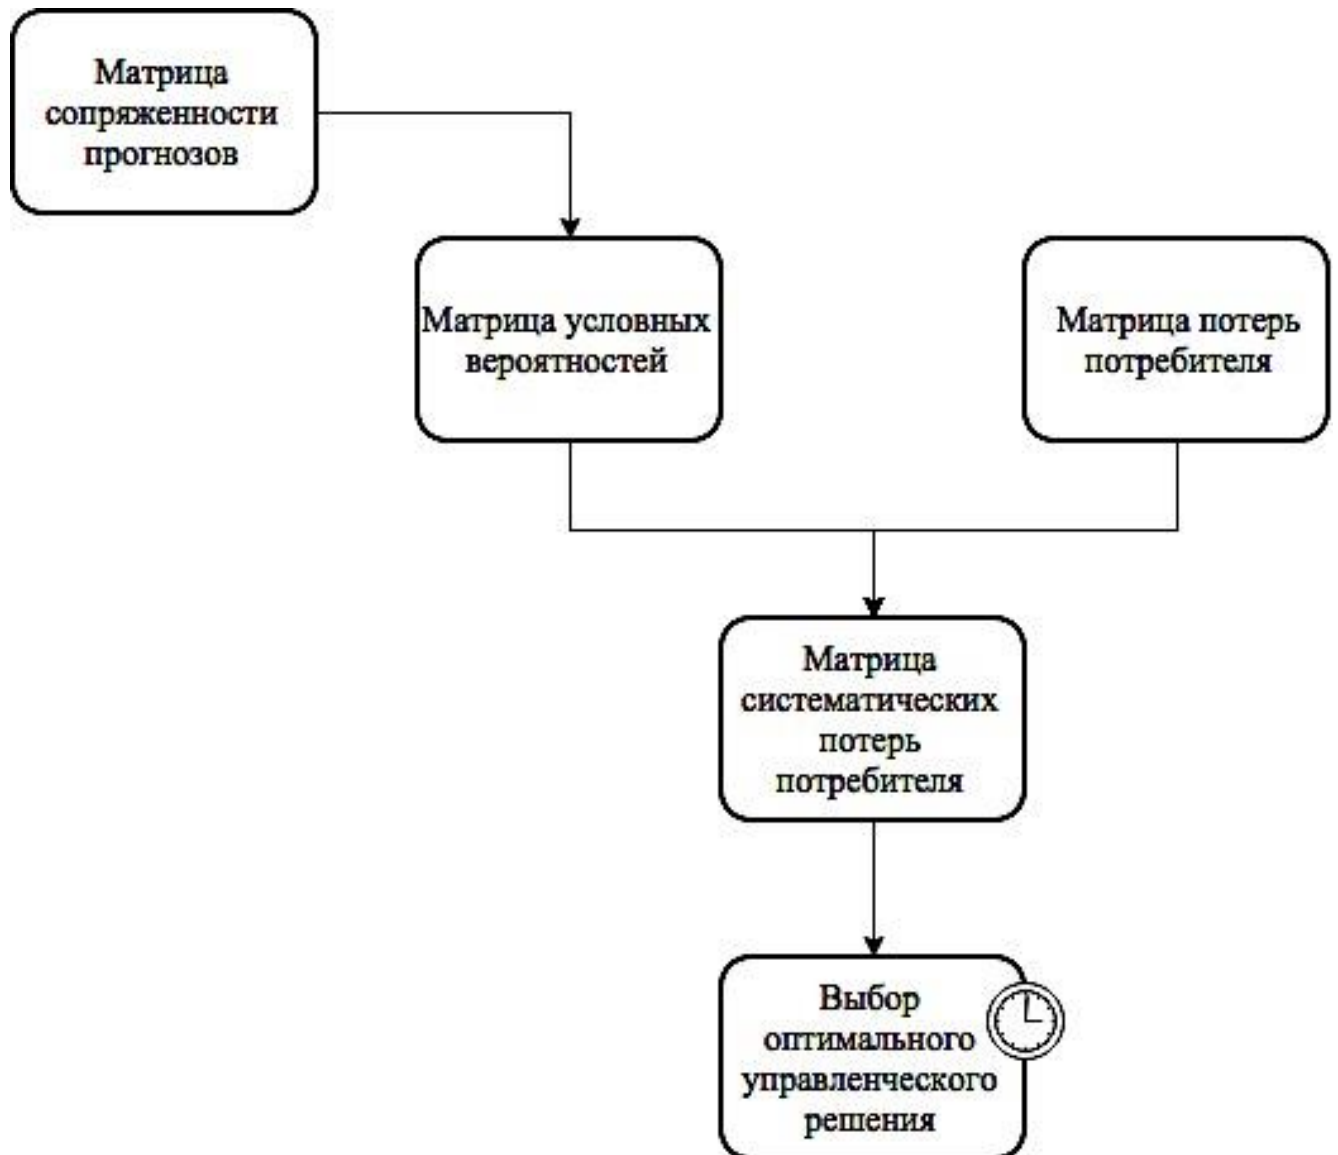 Матрица
сопряженности
прогнозов
Матрица условных
вероятностей
Матрица потерь
потребителя
Матрица
систематических
потерь
потребителя
Выбор
оптимального
управленческого
решения